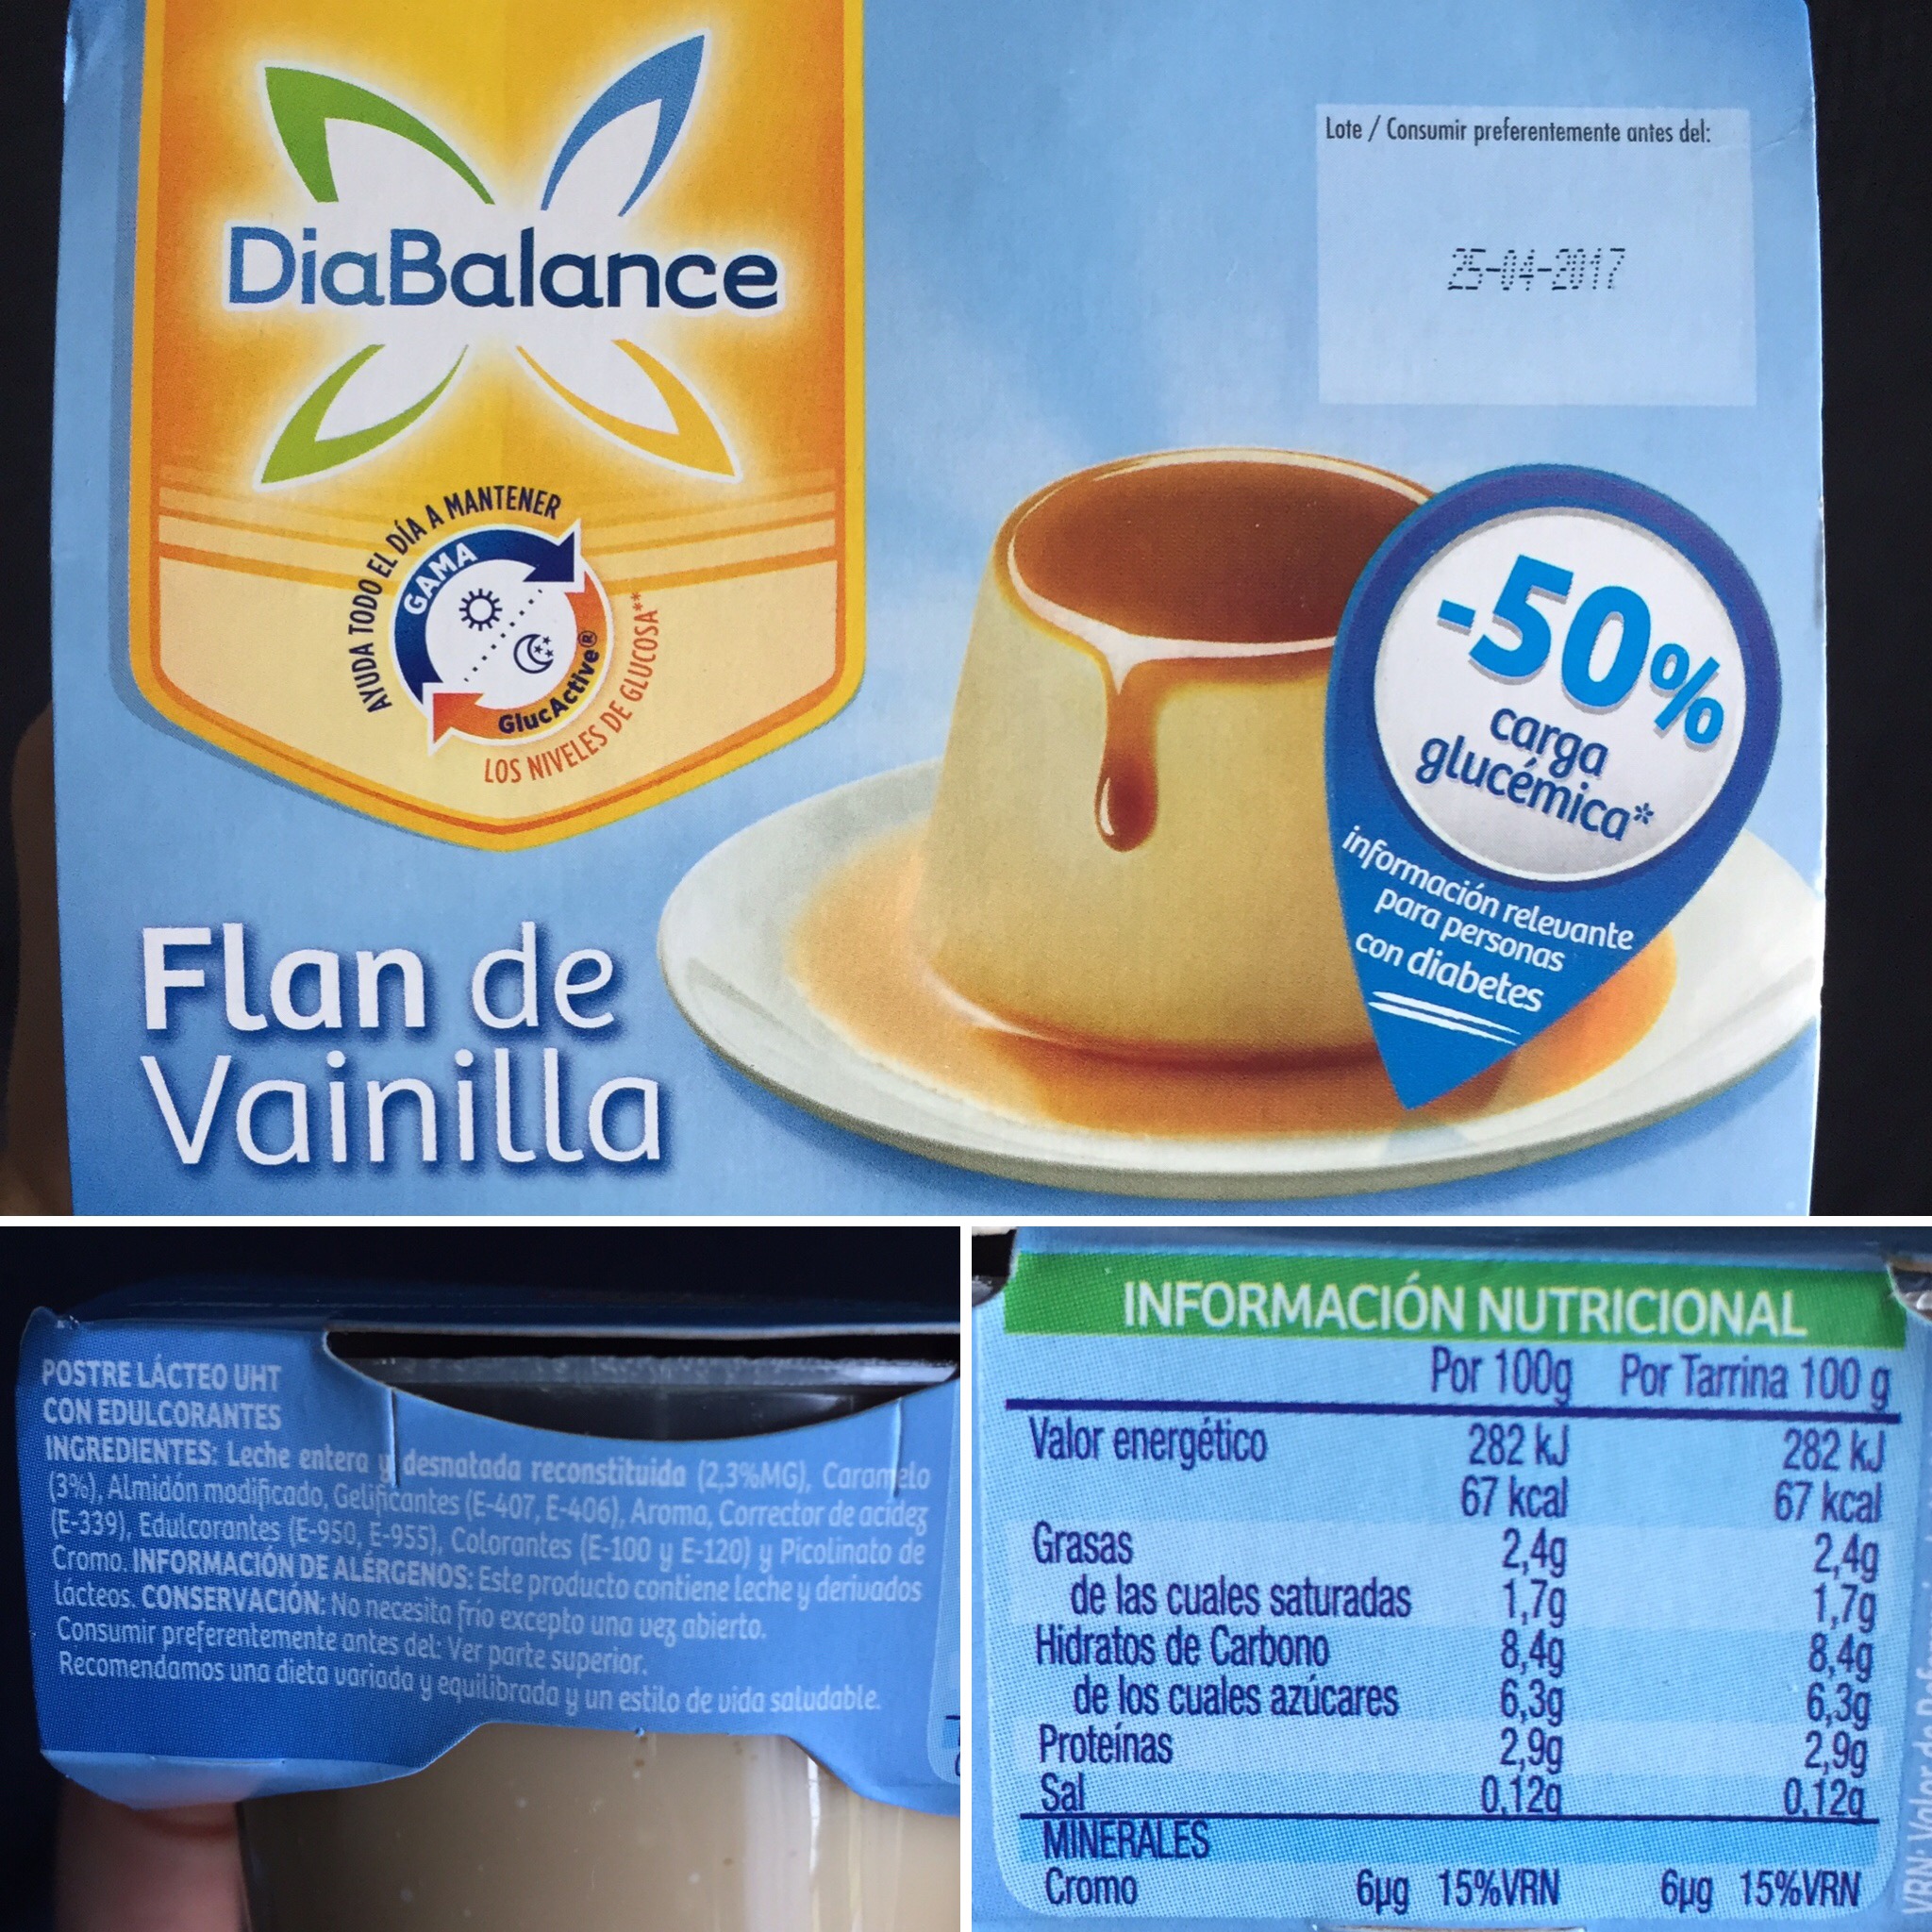 DiaBalance
AYUDA TODO EL DÍA A MANTENER
GAMA
GlucActive®
LOS NIVELES DE GLUCOSA**
Lote / Consumir preferentemente antes del:
25-04-2017
-50%
carga
glucémica*
información relevante
para personas
con diabetes
Flan de
Vainilla
POSTRE LÁCTEO UHT
CON EDULCORANTES
INGREDIENTES: Leche entera y desnatada reconstituida (2,3%MG), Caramelo
(3%), Almidón modificado, Gelificantes (E-407, E-406), Aroma, Corrector de acidez
(E-339), Edulcorantes (E-950, E-955), Colorantes (E-100 y E-120) y Picolinato de
Cromo. INFORMACIÓN DE ALÉRGENOS: Este producto contiene leche y derivados
lácteos. CONSERVACIÓN: No necesita frío excepto una vez abierto.
Consumir preferentemente antes del: Ver parte superior.
Recomendamos una dieta variada y equilibrada y un estilo de vida saludable.
INFORMACIÓN NUTRICIONAL
Por 100g Por Tarrina 100 g
Valor energético 282 kJ 282 kJ
67 kcal 67 kcal
Grasas 2,4g 2,4g
de las cuales saturadas 1,7g 1,7g
Hidratos de Carbono 8,4g 8,4g
de los cuales azúcares 6,3g 6,3g
Proteínas 2,9g 2,9g
Sal 0,12g 0,12g
MINERALES
Cromo 6µg 15%VRN 6µg 15%VRN
VRN: Valor de